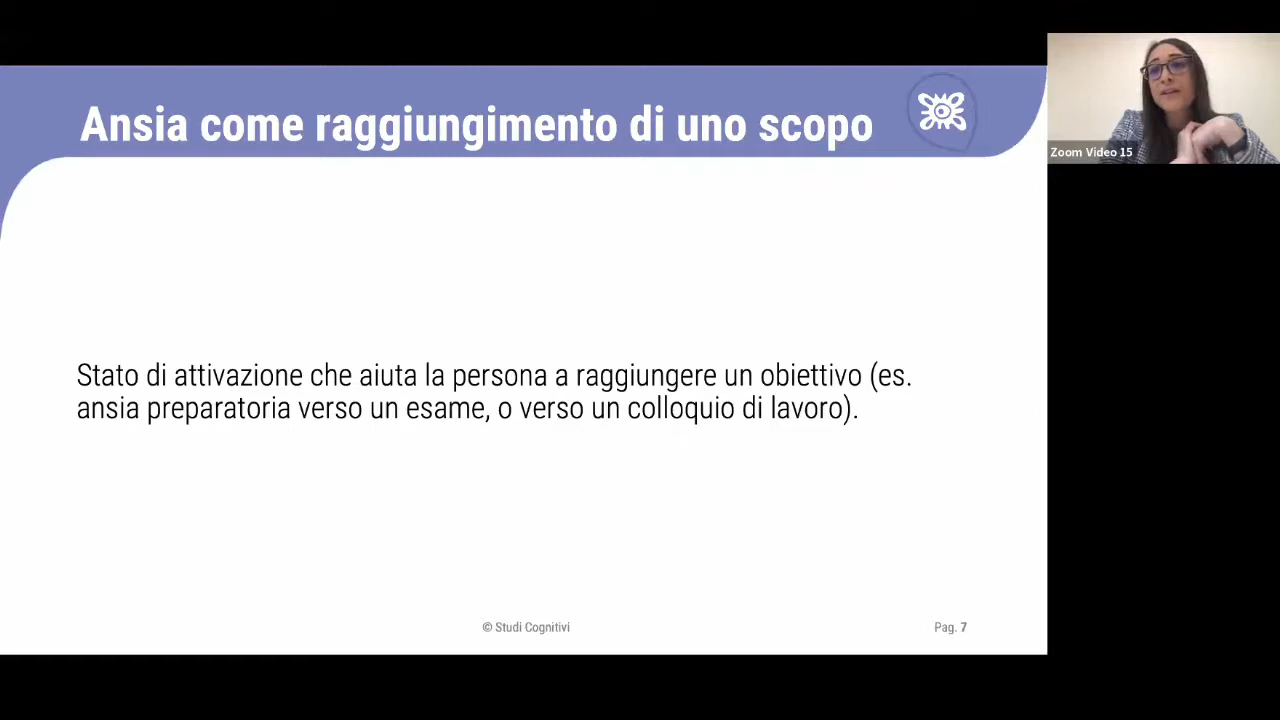 Ansia come raggiungimento di uno scopo
Zoom Video 15
Stato di attivazione che aiuta la persona a raggiungere un obiettivo (es.
ansia preparatoria verso un esame, o verso un colloquio di lavoro).
© Studi Cognitivi
Pag. 7